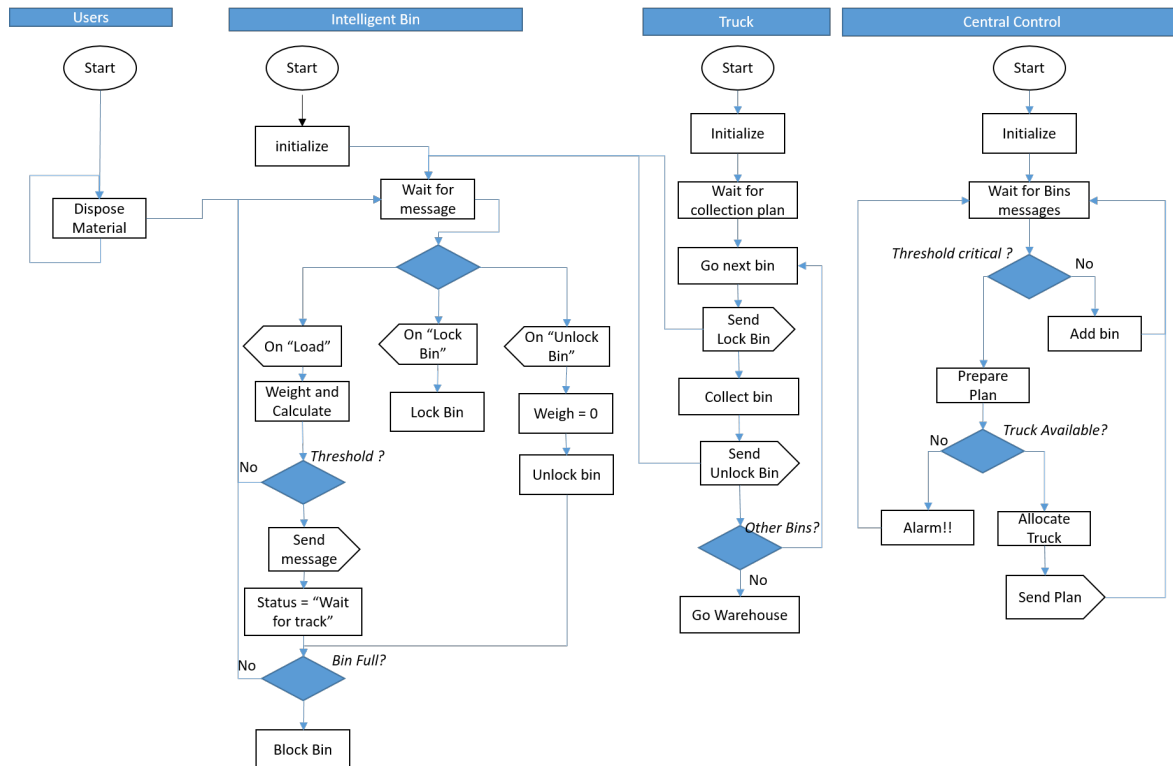 Users
Intelligent Bin
Truck
Central Control
Start
Start
Start
Start
initialize
Initialize
Initialize
Dispose
Material
Wait for
message
Wait for
collection plan
Wait for Bins
messages
Threshold critical ?
No
Go next bin
On “Load”
On “Lock
Bin”
On “Unlock
Bin”
Send
Lock Bin
Add bin
Weight and
Calculate
Lock Bin
Weigh = 0
Collect bin
Prepare
Plan
Threshold ?
No
Unlock bin
Send
Unlock Bin
Truck Available?
No
Send
message
Other Bins?
No
Alarm!!
Allocate
Truck
Status = “Wait
for track”
Go Warehouse
Send Plan
Bin Full?
No
Block Bin